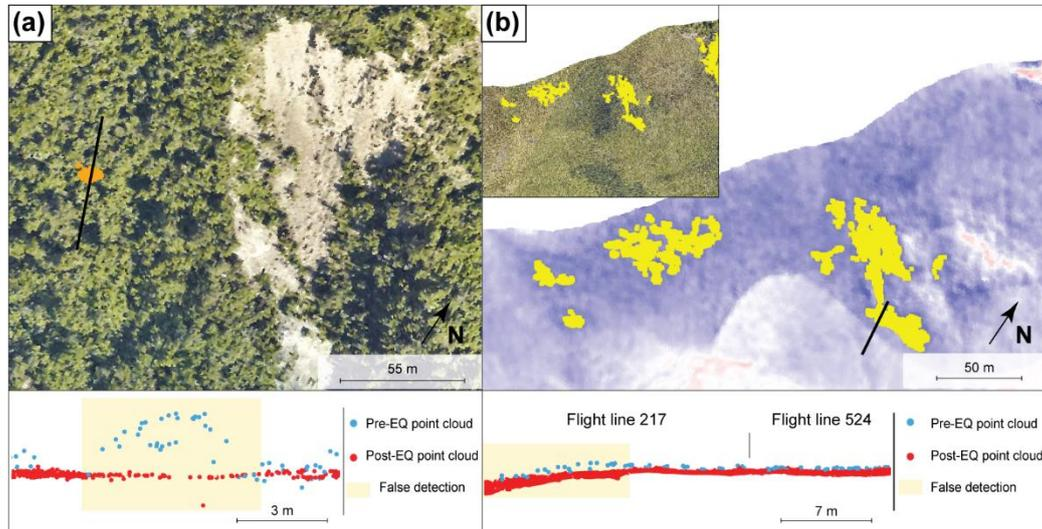 (a)
N
55 m
(b)
N
50 m
Pre-EQ point cloud
Post-EQ point cloud
False detection
3 m
Flight line 217
Flight line 524
Pre-EQ point cloud
Post-EQ point cloud
False detection
7 m